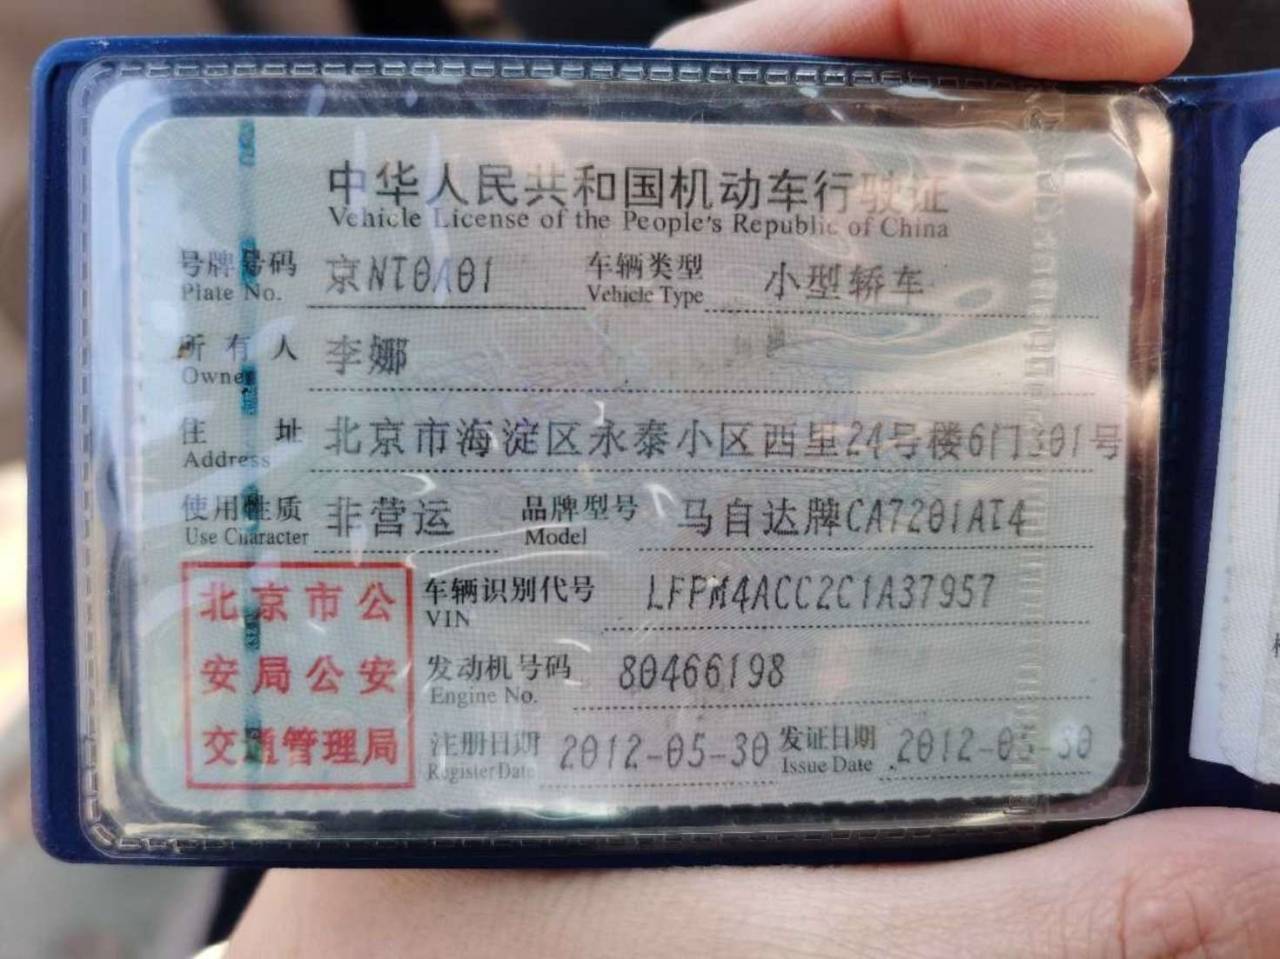 中华人民共和国机动车行驶证
Vehicle License of the People's Republic of China
号牌号码 京NT0A01 车辆类型 小型轿车
Plate No. Vehicle Type
所有人 李娜
Owner
住址 北京市海淀区永泰小区西里24号楼6门301号
Address
使用性质 非营运 品牌型号 马自达牌CA7201AT4
Use Character Model
车辆识别代号 LFPM4ACC2C1A37957
VIN
发动机号码 80466198
Engine No.
注册日期 2012-05-30 发证日期
Register Date Issue Date
北京市公
安局公安
交通管理局